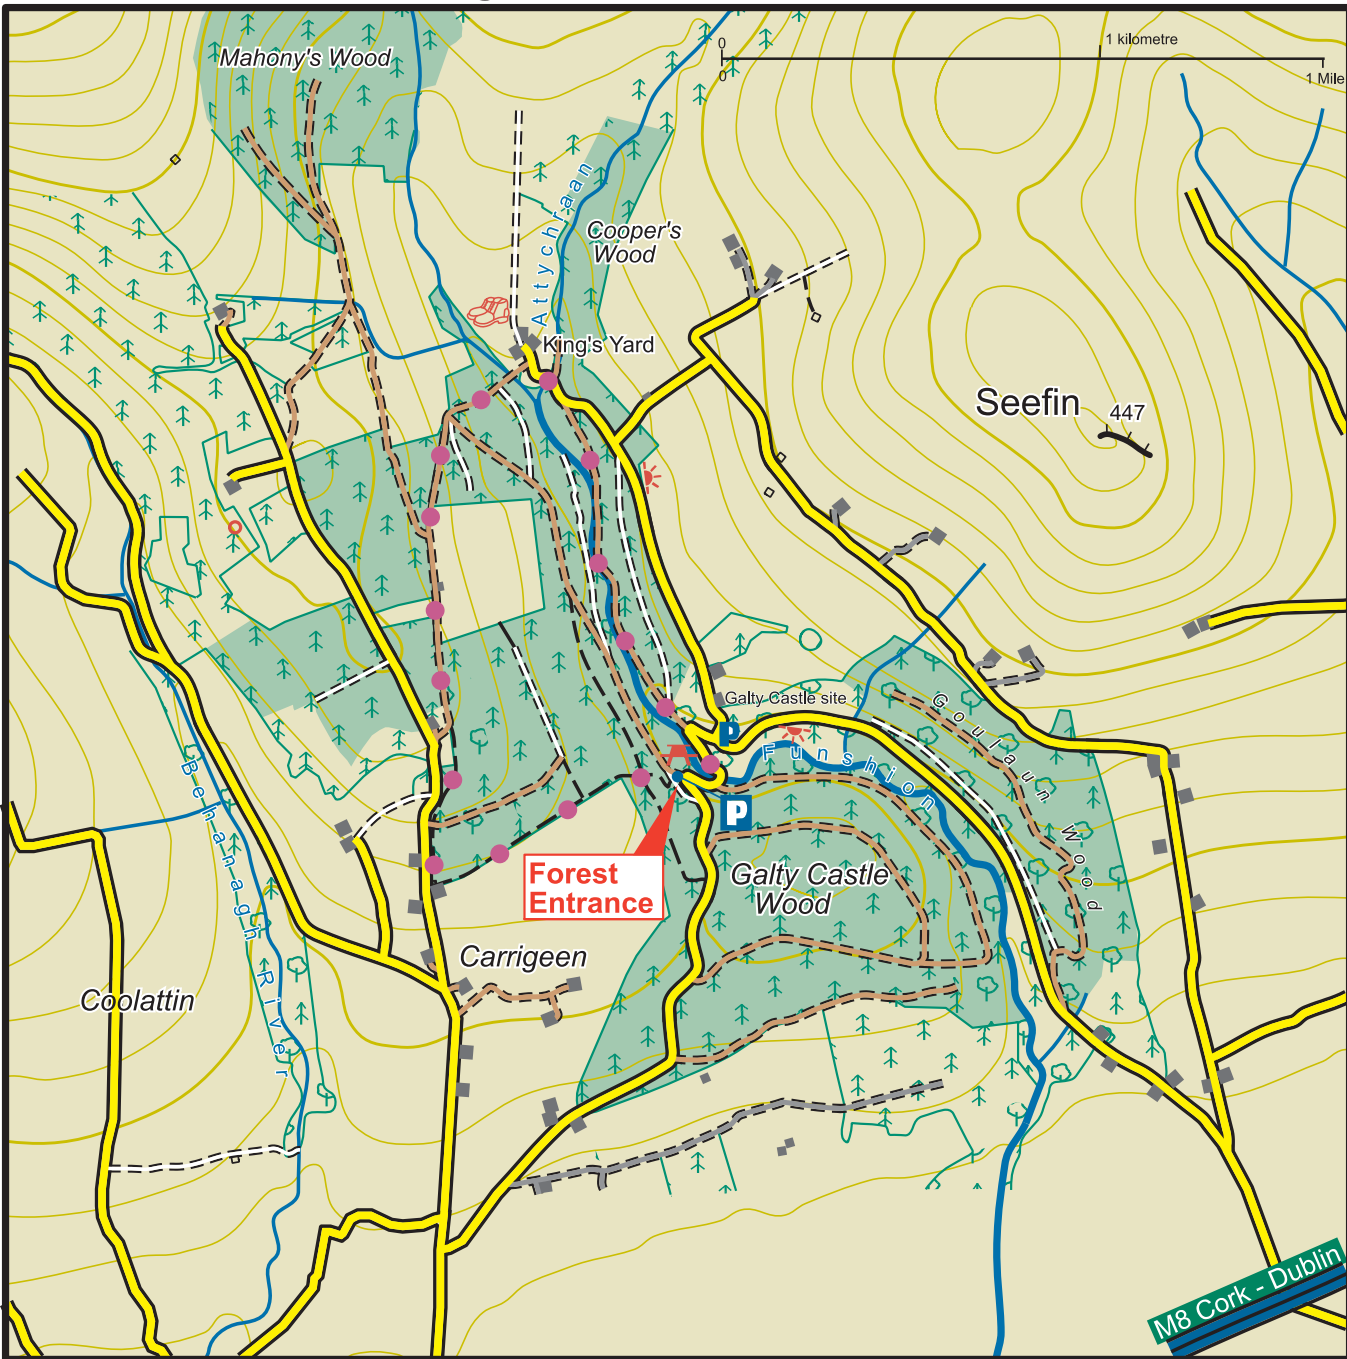 Mahony's Wood
0
1 kilometre
0
1 Mile
Attychraan
Cooper's
Wood
King's Yard
Seefin
447
Galty Castle site
P
Funshion
Goulaun Wood
P
Forest
Entrance
Galty Castle
Wood
Behanagh River
Carrigeen
Coolattin
M8 Cork - Dublin